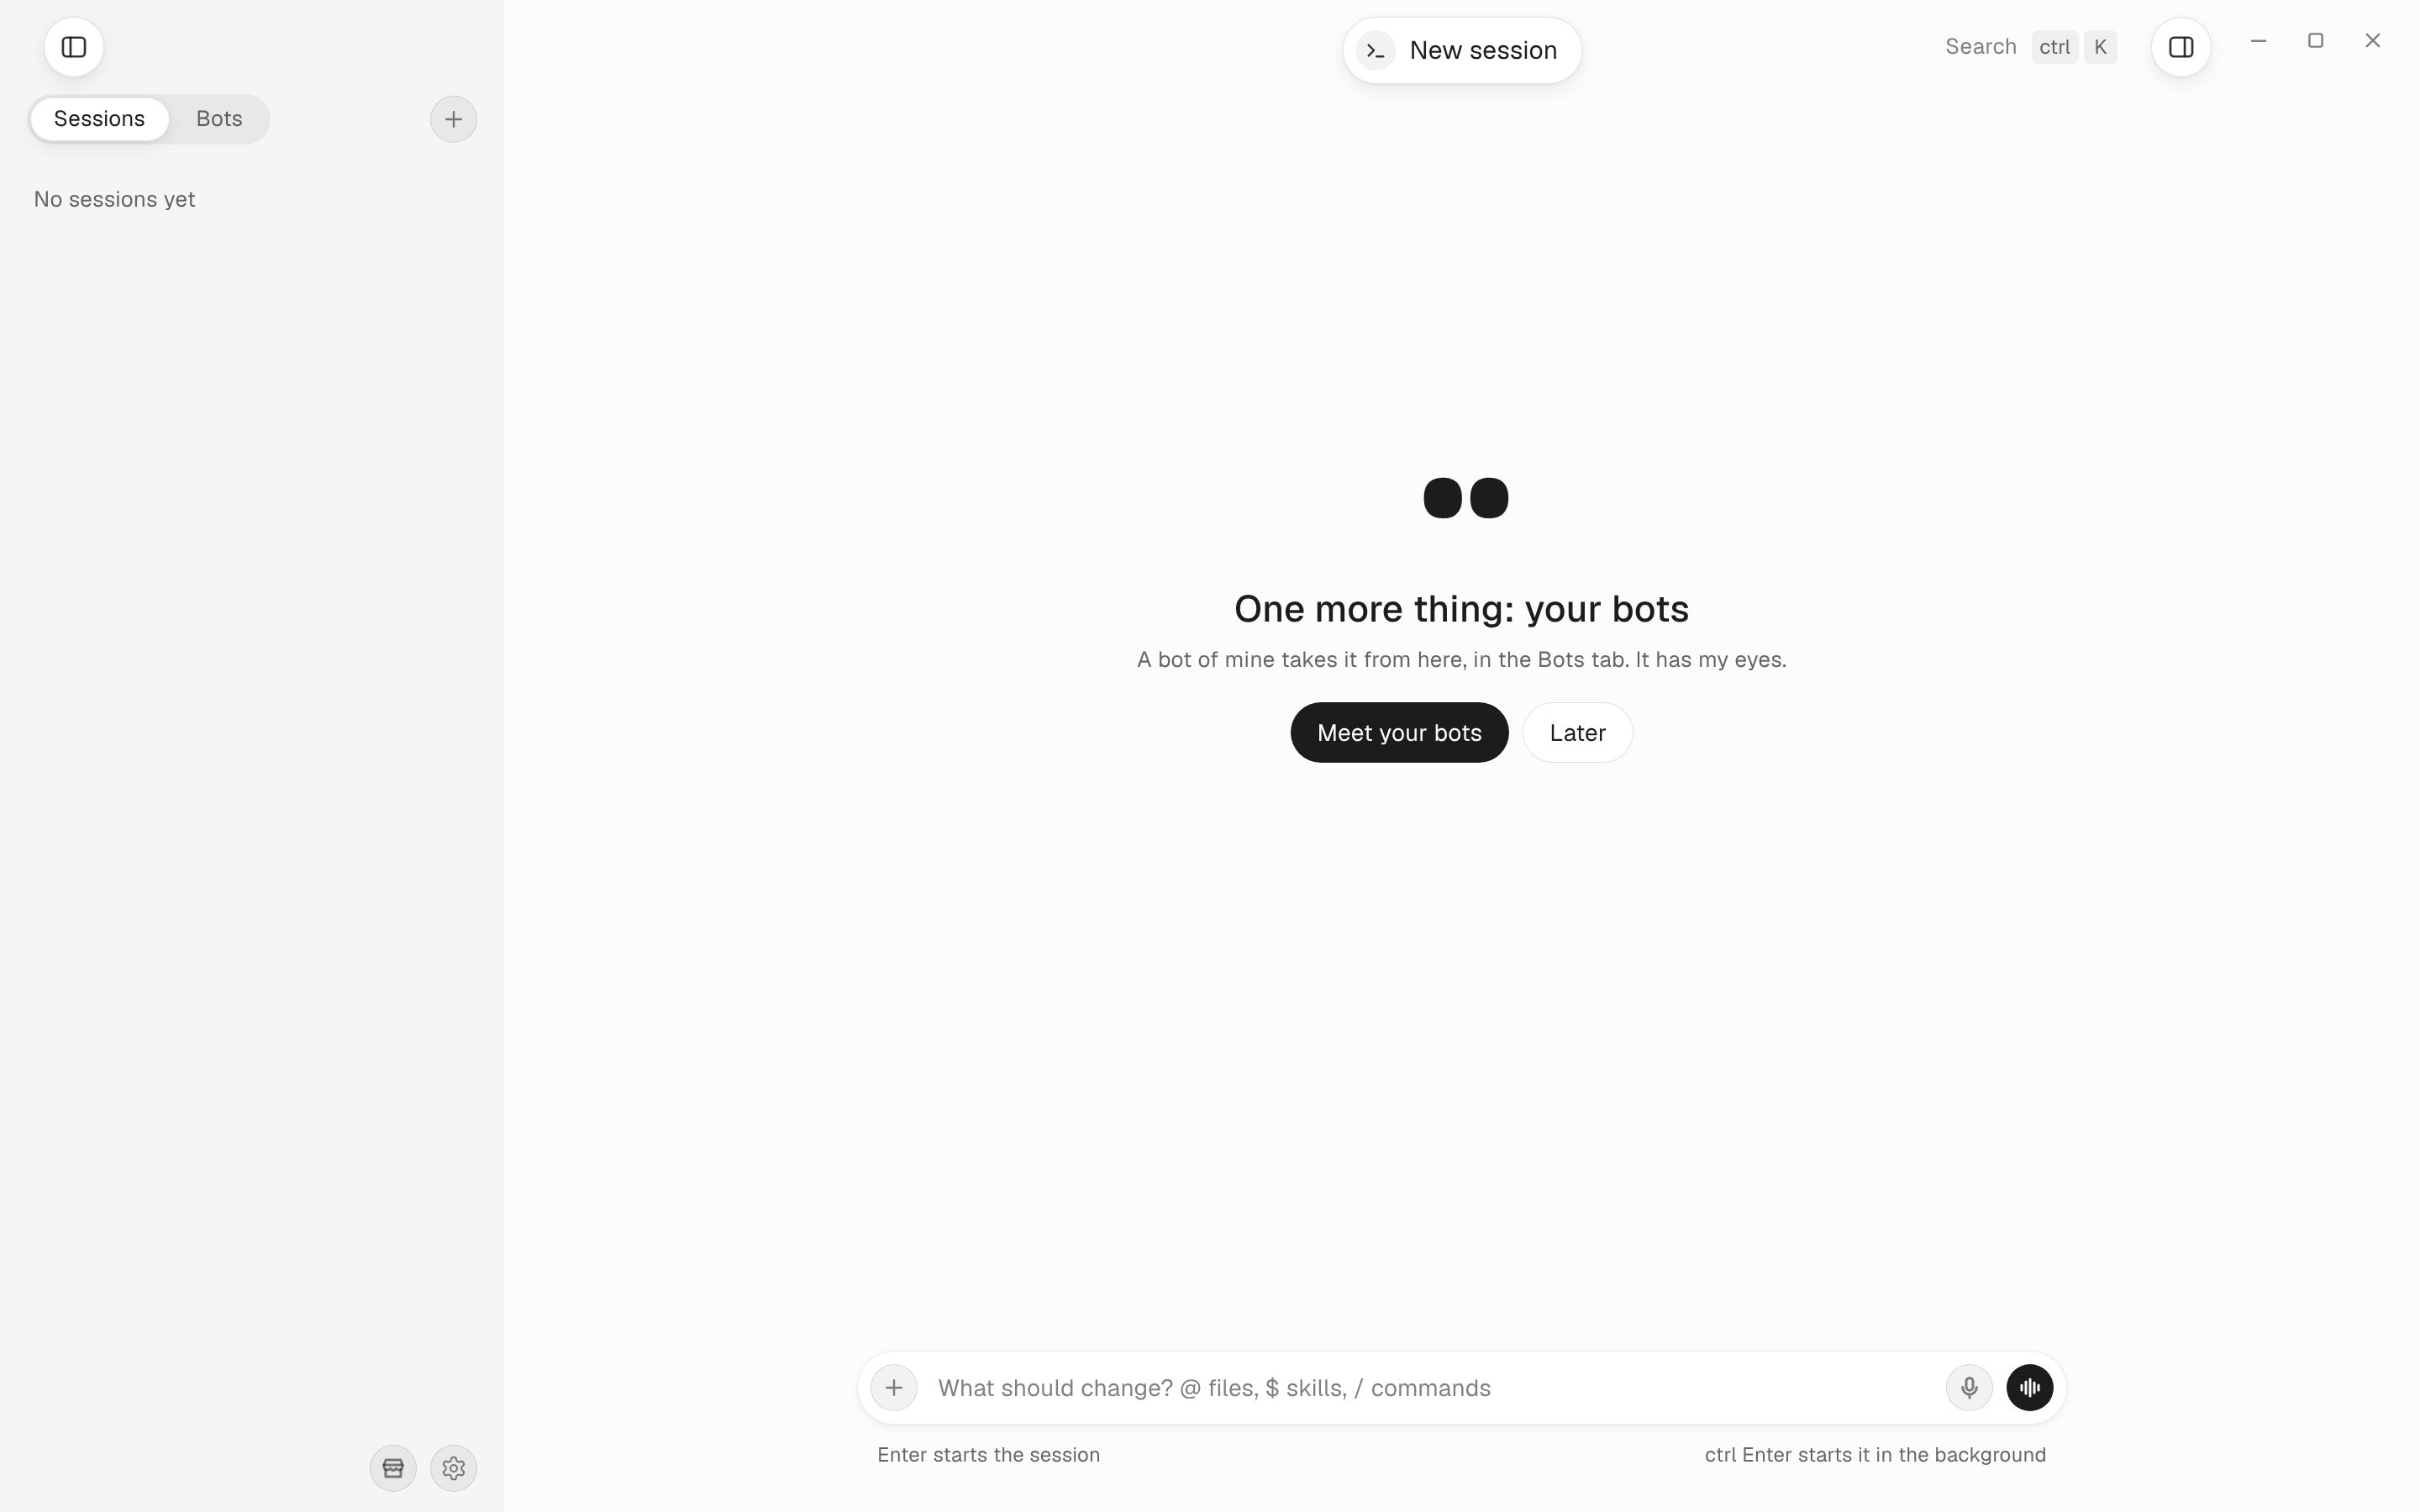 New session
Search ctrl K
Sessions Bots
No sessions yet
One more thing: your bots
A bot of mine takes it from here, in the Bots tab. It has my eyes.
Meet your bots Later
What should change? @ files, $ skills, / commands
Enter starts the session
ctrl Enter starts it in the background